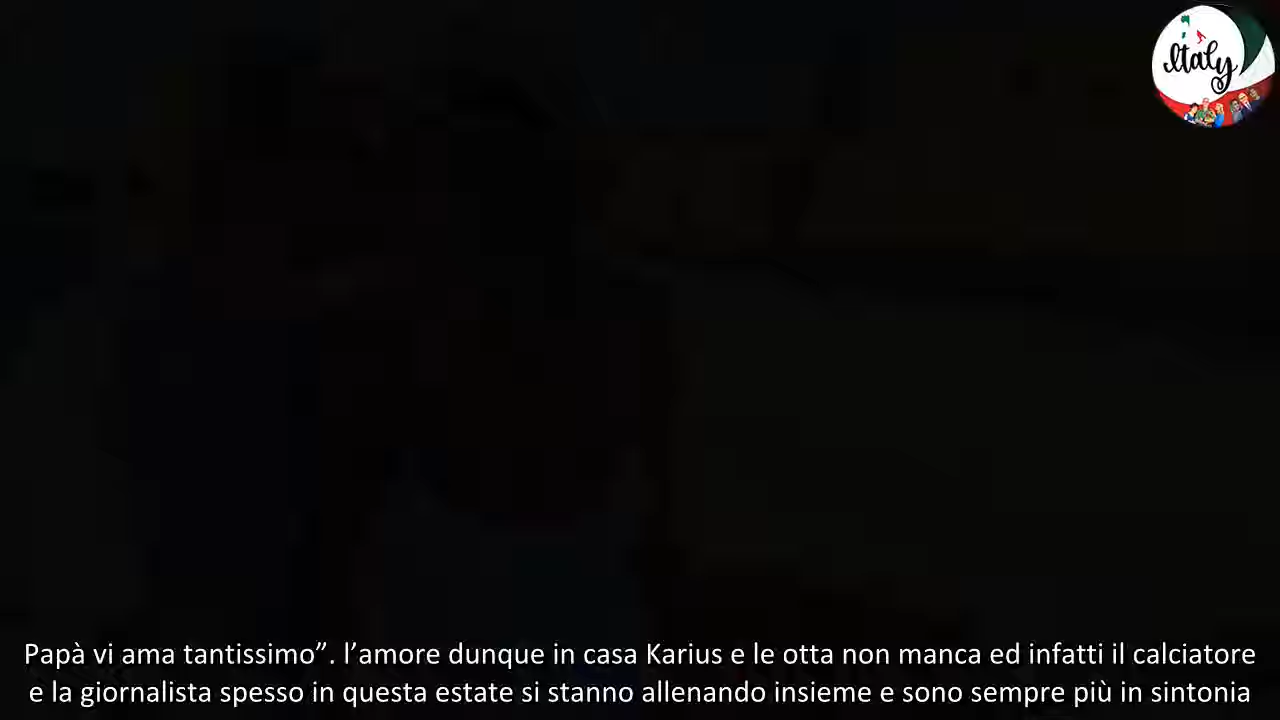 Italy
Papà vi ama tantissimo”. l’amore dunque in casa Karius e le otta non manca ed infatti il calciatore
e la giornalista spesso in questa estate si stanno allenando insieme e sono sempre più in sintonia